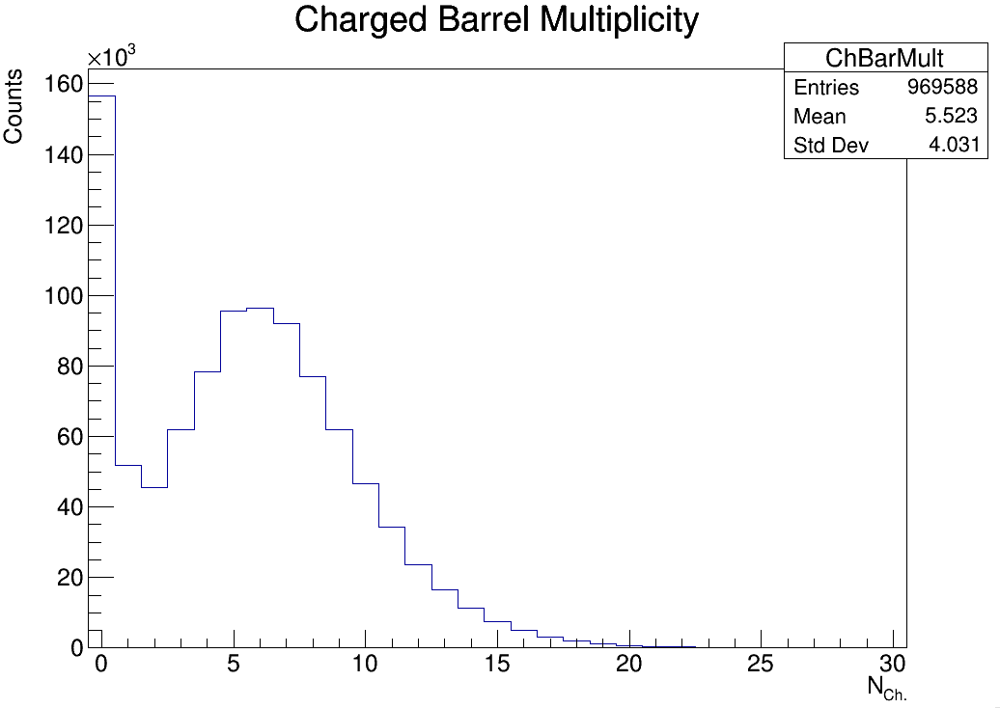 Charged Barrel Multiplicity
×10³
Counts
ChBarMult
Entries 969588
Mean 5.523
Std Dev 4.031
160
140
120
100
80
60
40
20
0
0 5 10 15 20 25 30
N_Ch.